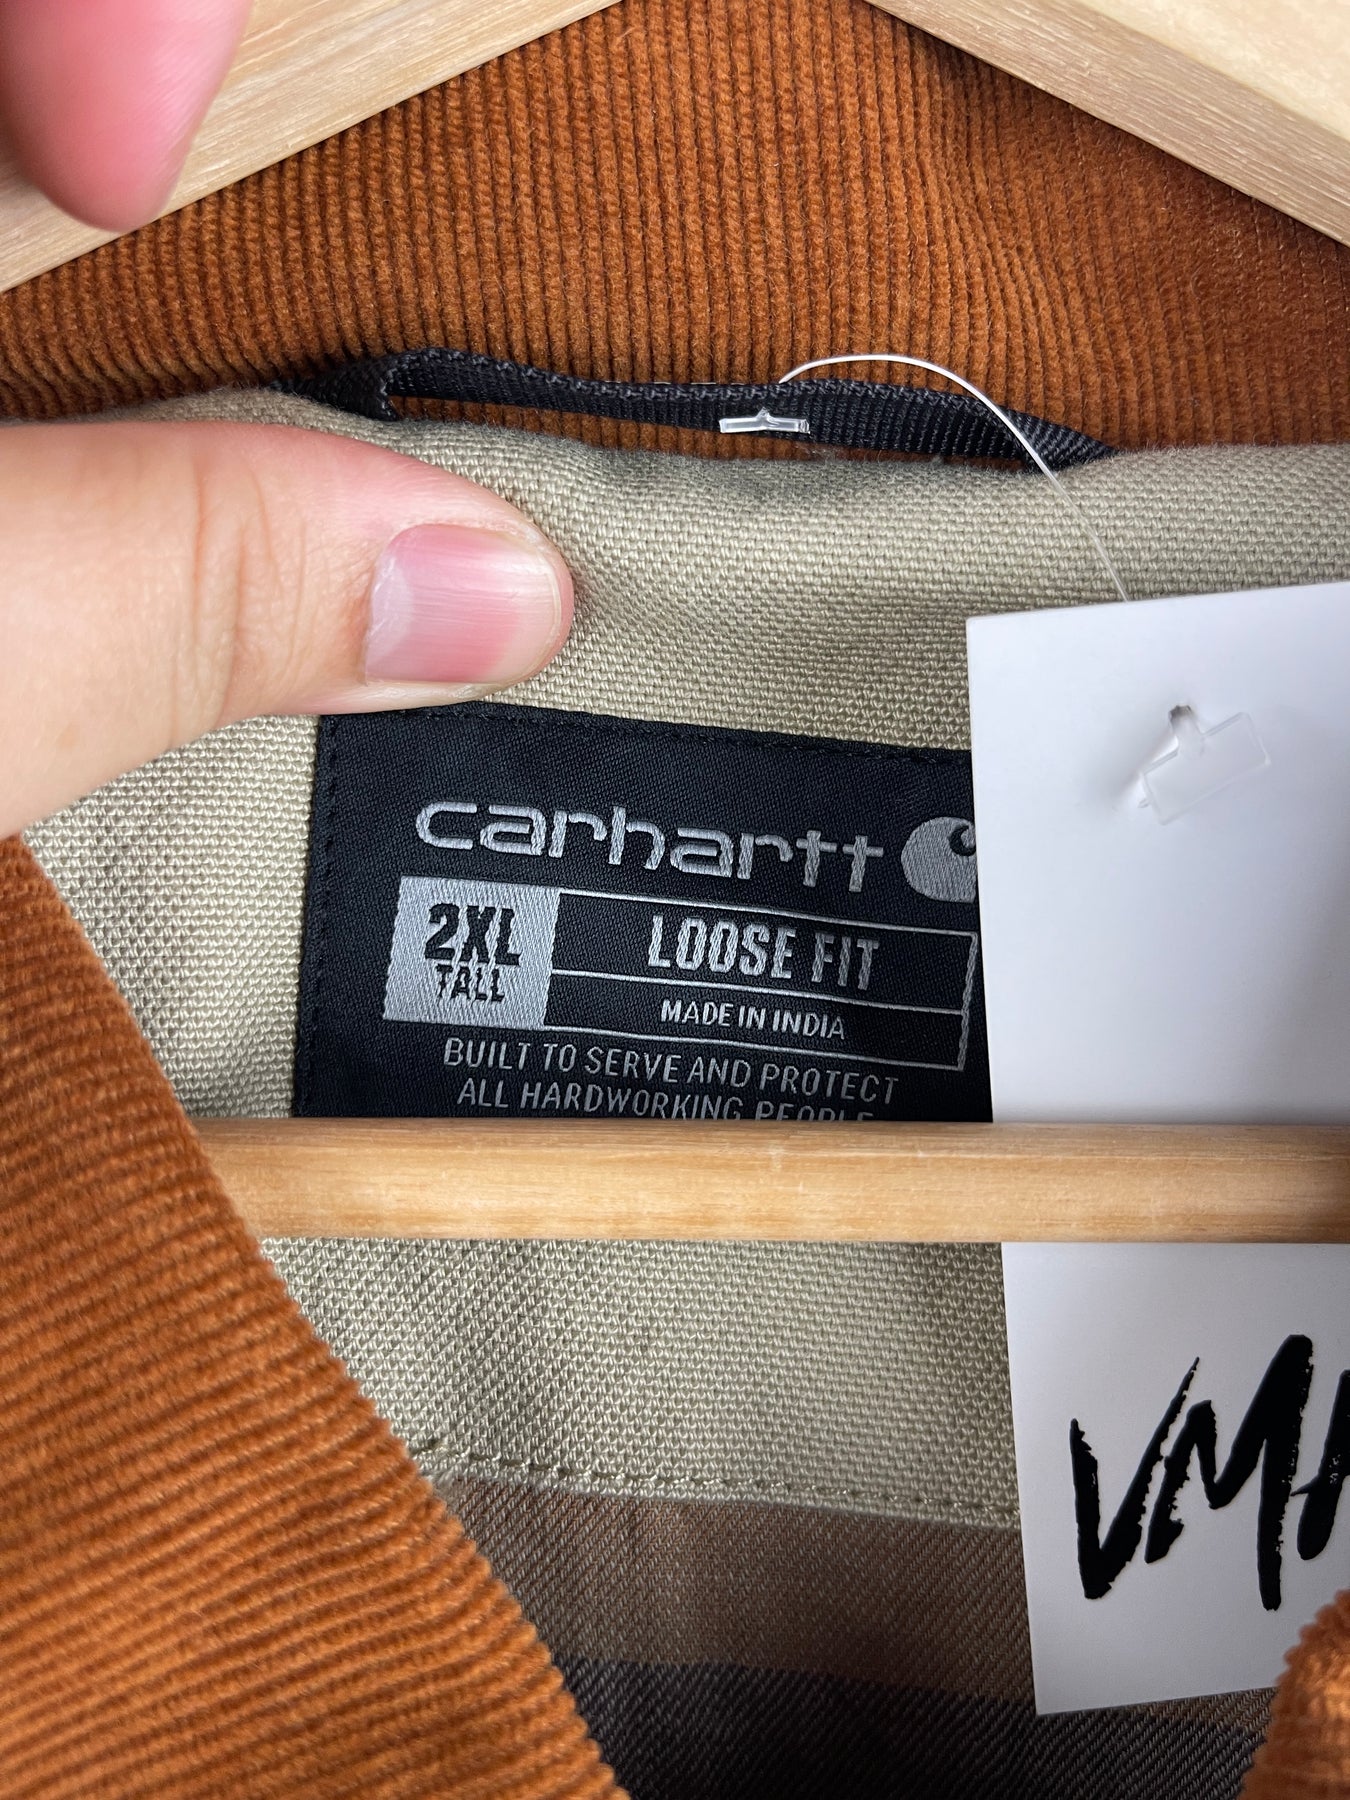 carhartt
2XL
TALL
LOOSE FIT
MADE IN INDIA
BUILT TO SERVE AND PROTECT
ALL HARDWORKING PEOPLE